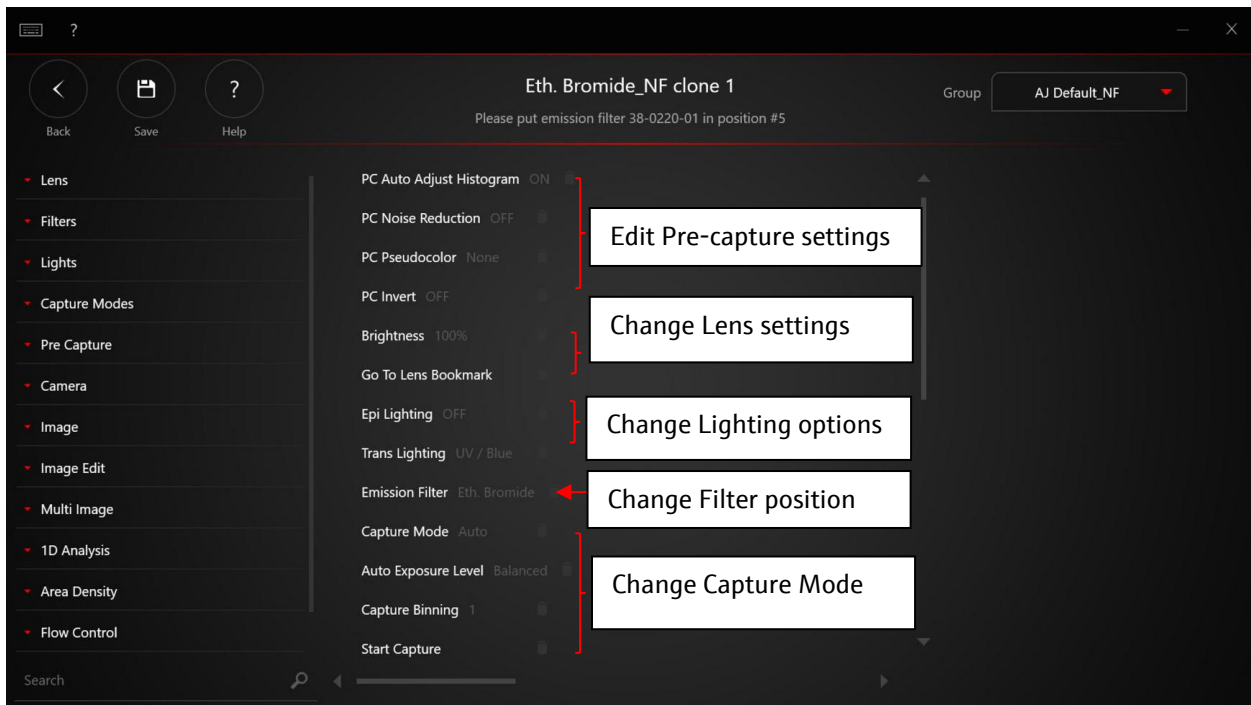 ?
Back
Save
?
Help
Eth. Bromide_NF clone 1
Please put emission filter 38-0220-01 in position #5
Group
AJ Default_NF
Lens
Filters
Lights
Capture Modes
Pre Capture
Camera
Image
Image Edit
Multi Image
1D Analysis
Area Density
Flow Control
Search
PC Auto Adjust Histogram ON
PC Noise Reduction OFF
PC Pseudocolor None
PC Invert OFF
Brightness 100%
Go To Lens Bookmark
Epi Lighting OFF
Trans Lighting UV / Blue
Emission Filter Eth. Bromide
Capture Mode Auto
Auto Exposure Level Balanced
Capture Binning 1
Start Capture
Edit Pre-capture settings
Change Lens settings
Change Lighting options
Change Filter position
Change Capture Mode